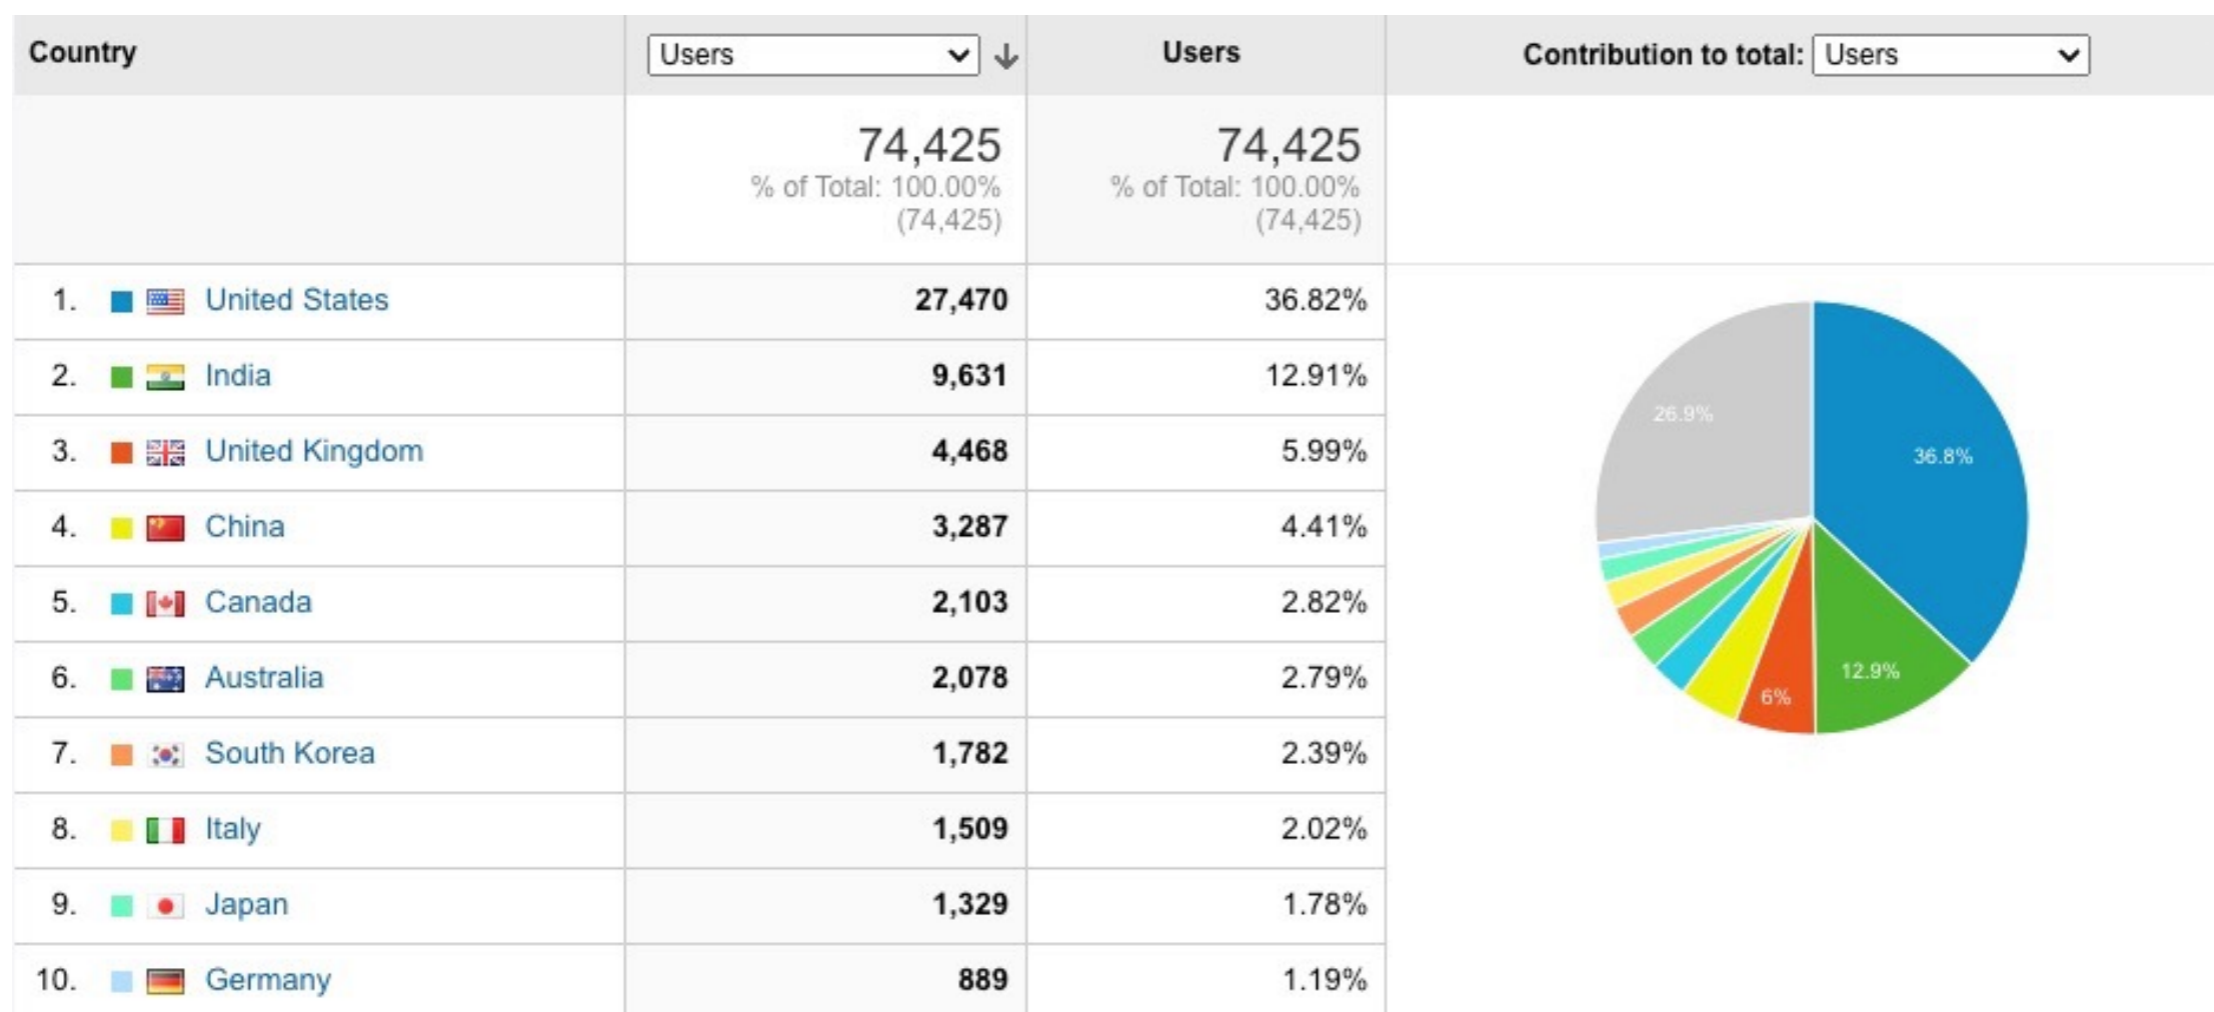 Country Users Users Contribution to total: Users
74,425 74,425
% of Total: 100.00% % of Total: 100.00%
(74,425) (74,425)
1. United States 27,470 36.82%
2. India 9,631 12.91%
3. United Kingdom 4,468 5.99%
4. China 3,287 4.41%
5. Canada 2,103 2.82%
6. Australia 2,078 2.79%
7. South Korea 1,782 2.39%
8. Italy 1,509 2.02%
9. Japan 1,329 1.78%
10. Germany 889 1.19%
26.9%
36.8%
12.9%
6%